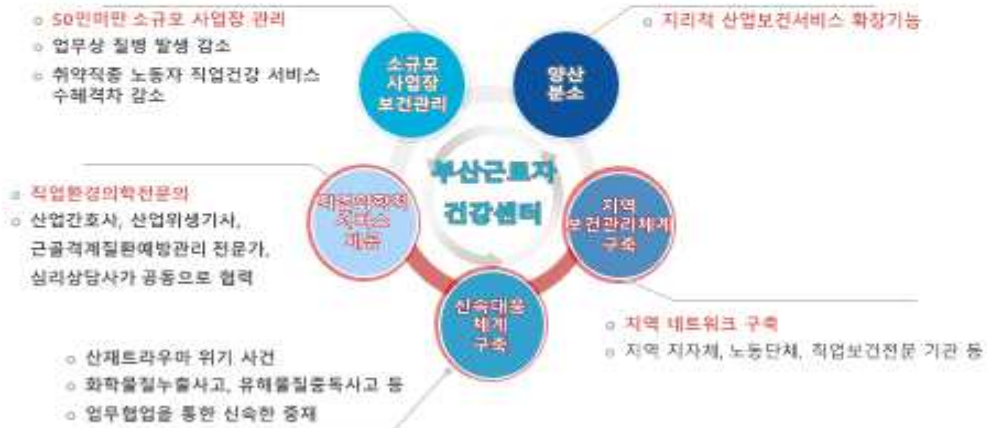 50인미만 소규모 사업장 관리
업무상 질병 발생 감소
취약직종 노동자 직업건강 서비스
수혜격차 감소
소규모
사업장
보건관리
양산
분소
지리적 산업보건서비스 확장기능
부산근로자
건강센터
직업환경의학전문의
산업간호사, 산업위생기사,
근골격계질환예방관리 전문가,
심리상담사가 공동으로 협력
서비스
제공
지역
보건관리체계
구축
신속대응
체계
구축
지역 네트워크 구축
지역 지자체, 노동단체, 직업보건전문 기관 등
산재트라우마 위기 사건
화학물질누출사고, 유해물질중독사고 등
업무협업을 통한 신속한 중재